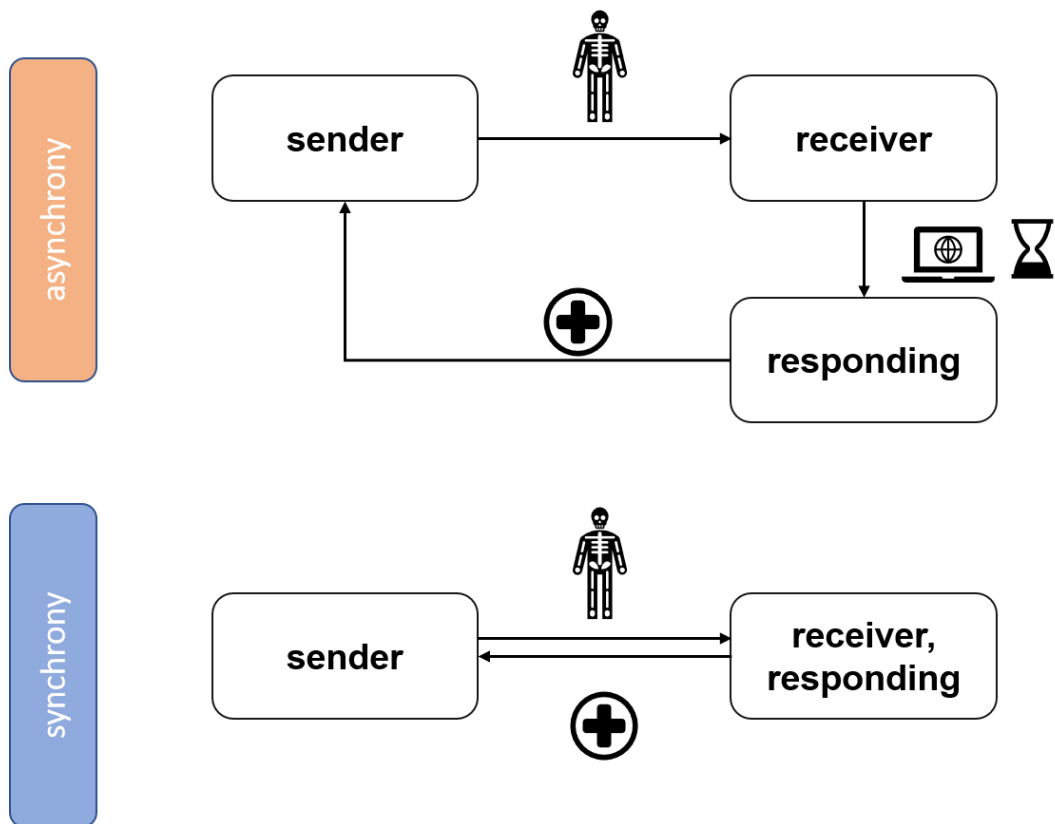 asynchrony
sender
receiver
responding
synchrony
sender
receiver,
responding